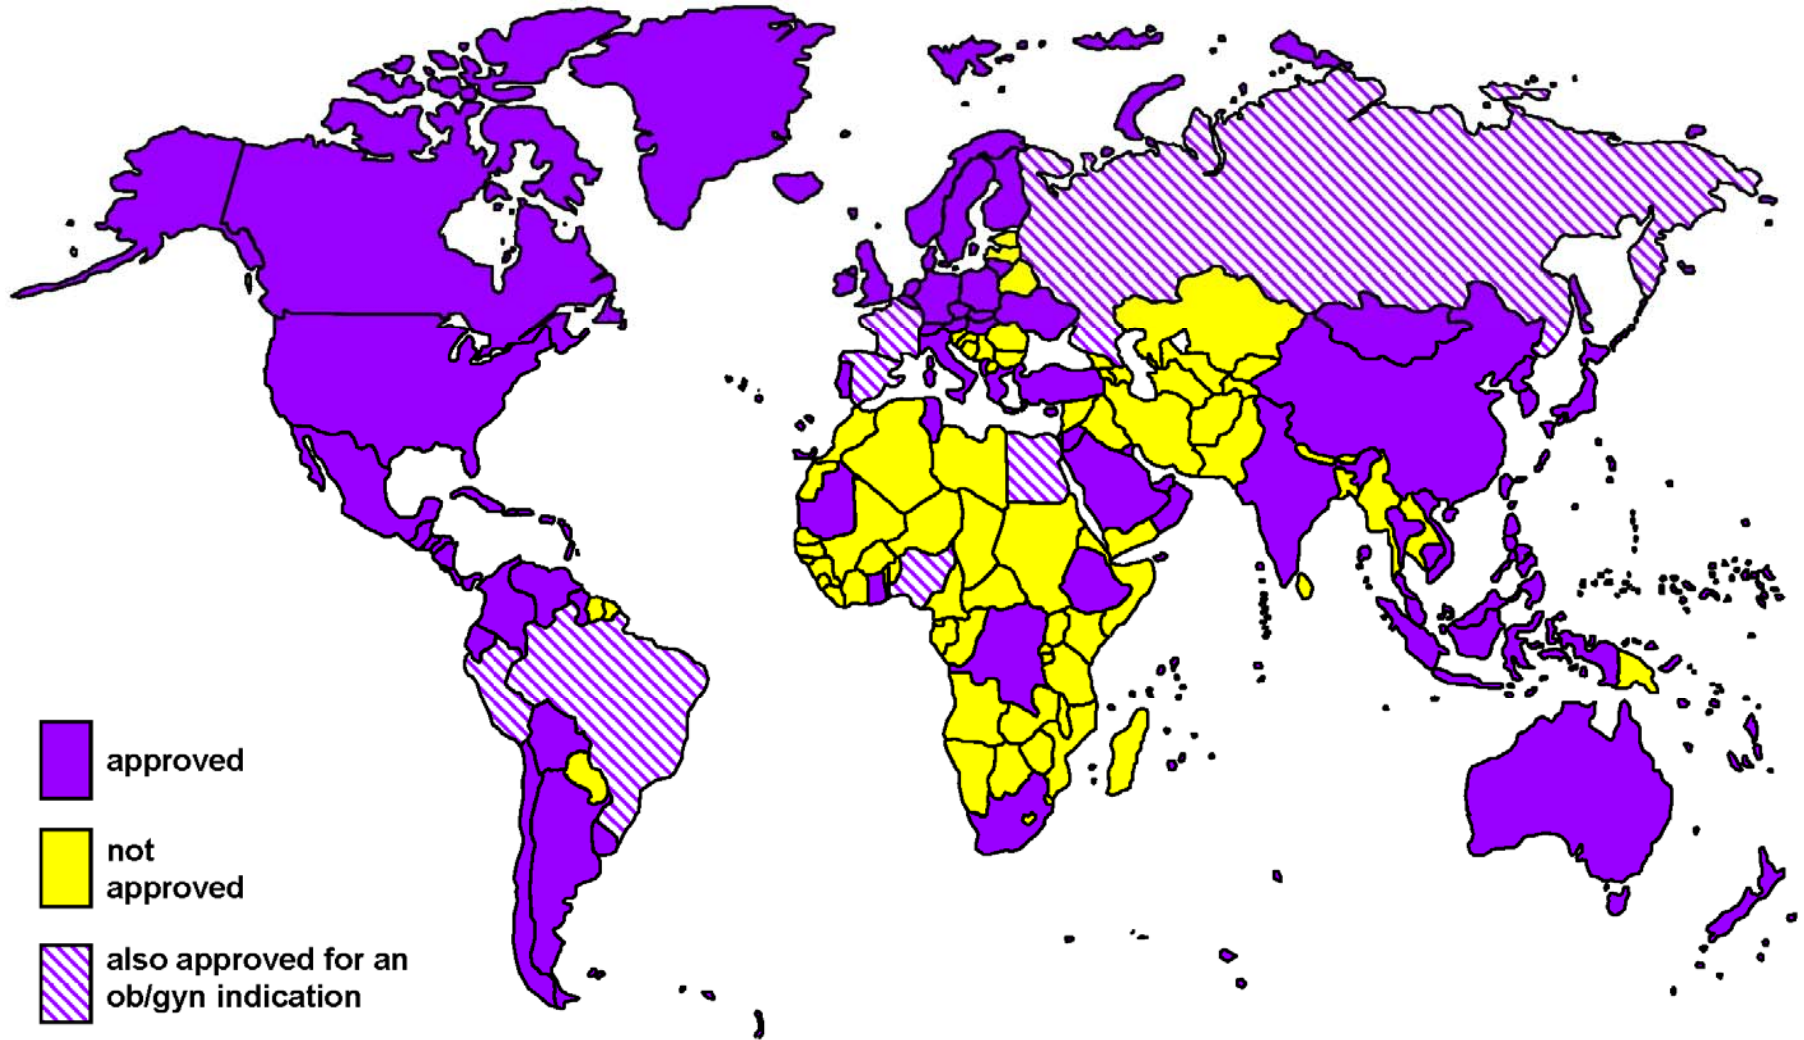 approved
not
approved
also approved for an
ob/gyn indication